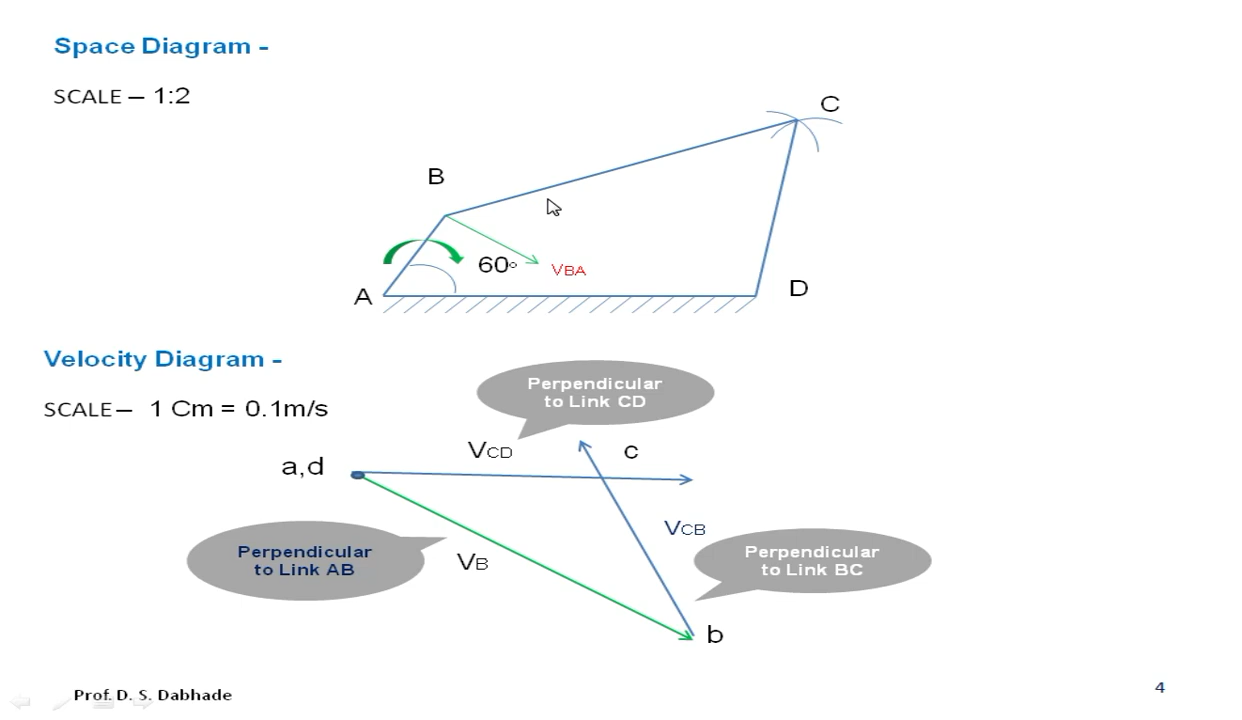 Space Diagram -
SCALE – 1:2
C
B
60°
VBA
A
D
Velocity Diagram -
SCALE – 1 Cm = 0.1m/s
Perpendicular
to Link CD
VCD
c
a,d
VCB
Perpendicular
to Link AB
VB
Perpendicular
to Link BC
b
Prof. D. S. Dabhade
4